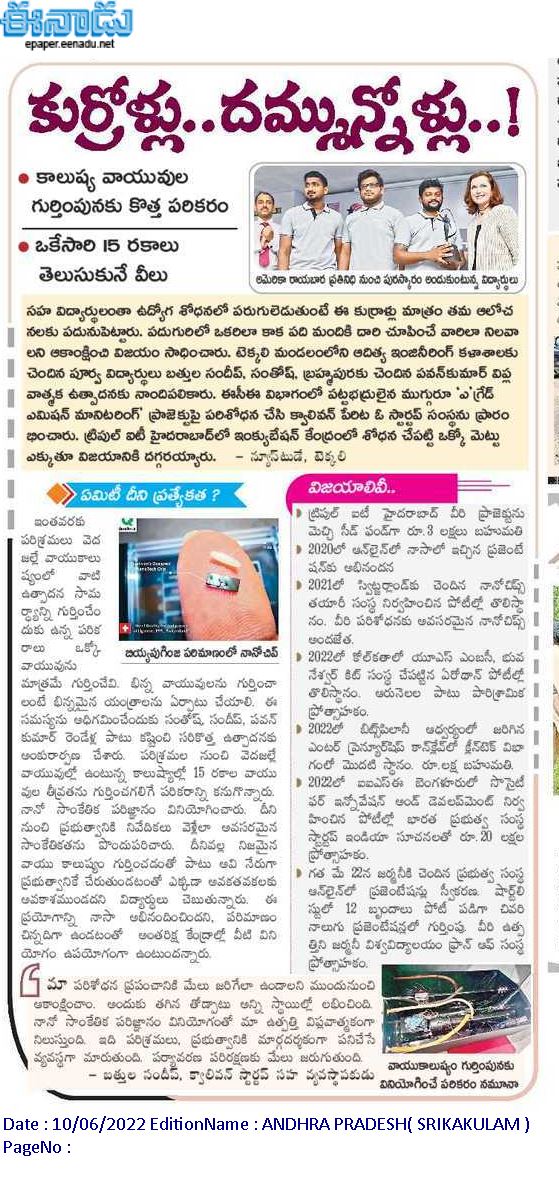 ఈనాడు
epaper.eenadu.net
కుర్రోళ్లు..దమ్మున్నోళ్లు..!
• కాలుష్య వాయువుల
గుర్తింపునకు కొత్త పరికరం
• ఒకేసారి 15 రకాలు
తెలుసుకునే వీలు
అమెరికా రాయబార ప్రతినిధి నుంచి పురస్కారం అందుకుంటున్న విద్యార్థులు
సహ విద్యార్థులంతా ఉద్యోగ శోధనలో పరుగులెడుతుంటే ఈ కుర్రాళ్లు మాత్రం తమ ఆలోచ
నలకు పదునుపెట్టారు. పదుగురిలో ఒకరిలా కాక పది మందికి దారి చూపించే వారిలా నిలవా
లని ఆకాంక్షించి విజయం సాధించారు. టెక్కలి మండలంలోని ఆదిత్య ఇంజినీరింగ్ కళాశాలకు
చెందిన పూర్వ విద్యార్థులు బత్తుల సందీప్, సంతోష్, బ్రహ్మపురకు చెందిన పవన్‌కుమార్ విప్ల
వాత్మక ఉత్పాదనకు నాందిపలికారు. ఈసీఈ విభాగంలో పట్టభద్రులైన ముగ్గురూ 'ఎ'గ్రేడ్
ఎమిషన్ మానిటరింగ్' ప్రాజెక్టుపై పరిశోధన చేసి క్వాలివన్ పేరిట ఓ స్టార్టప్ సంస్థను ప్రారం
భించారు. ట్రిపుల్ ఐటీ హైదరాబాద్‌లో ఇంక్యుబేషన్ కేంద్రంలో శోధన చేపట్టి ఒక్కో మెట్టు
ఎక్కుతూ విజయానికి దగ్గరయ్యారు. – న్యూస్‌టుడే, టెక్కలి
ఏమిటీ దీని ప్రత్యేకత ?
ఇంతవరకు
పరిశ్రమలు వెద
జల్లే వాయుకాలు
ష్యంలో వాటి
ఉత్పాదన సామ
ర్థ్యాన్ని గుర్తించేం
దుకు ఉన్న పరిక
రాలు ఒక్కో
వాయువును
బియ్యపుగింజ పరిమాణంలో నానోచిప్
మాత్రమే గుర్తించేవి. భిన్న వాయువులను గుర్తించా
లంటే భిన్నమైన యంత్రాలను ఏర్పాటు చేయాలి. ఈ
సమస్యను అధిగమించేందుకు సంతోష్, సందీప్, పవన్
కుమార్ రెండేళ్ల పాటు కష్టించి సరికొత్త ఉత్పాదనకు
అంకురార్పణ చేశారు. పరిశ్రమల నుంచి వెదజల్లే
వాయువుల్లో ఉంటున్న కాలుష్యాల్లో 15 రకాల వాయు
వుల తీవ్రతను గుర్తించగలిగే పరికరాన్ని కనుగొన్నారు.
నానో సాంకేతిక పరిజ్ఞానం వినియోగించారు. దీని
నుంచి ప్రభుత్వానికి నివేదికలు వెళ్లేలా అవసరమైన
సాంకేతికతను పొందుపరిచారు. దీనివల్ల నిజమైన
వాయు కాలుష్యం గుర్తించడంతో పాటు అవి నేరుగా
ప్రభుత్వానికే చేరుతుండటంతో ఎక్కడా అవకతవకలకు
అవకాశముండదని విద్యార్థులు చెబుతున్నారు. ఈ
ప్రయోగాన్ని నాసా అభినందించిందని, పరిమాణం
చిన్నదిగా ఉండటంతో అంతరిక్ష కేంద్రాల్లో వీటి విని
యోగం ఉపయోగంగా ఉంటుందన్నారు.
విజయాలివీ..
ట్రిపుల్ ఐటీ హైదరాబాద్ వీరి ప్రాజెక్టును
మెచ్చి సీడ్ ఫండ్‌గా రూ.3 లక్షలు బహుమతి
2020లో ఆన్‌లైన్‌లో నాసాలో ఇచ్చిన ప్రజెంటే
షన్‌కు అభినందన
2021లో స్విట్జర్లాండ్‌కు చెందిన నానోచిప్స్
తయారీ సంస్థ నిర్వహించిన పోటీల్లో తొలిస్థా
నం. వీరి పరిశోధనకు అవసరమైన నానోచిప్స్
అందజేత.
2022లో కోల్‌కతాలో యూఎస్ ఎంబసీ, భువ
నేశ్వర్ కిట్ సంస్థ చేపట్టిన ఏరోథాన్ పోటీల్లో
తొలిస్థానం. ఆరునెలల పాటు పారిశ్రామిక
ప్రోత్సాహకం.
2022లో బిట్స్‌పిలానీ ఆధ్వర్యంలో జరిగిన
ఎంటర్ ప్రెన్యూర్‌షిప్ కాంక్లేవ్‌లో క్లీన్‌టెక్ విభా
గంలో మొదటి స్థానం. రూ.లక్ష బహుమతి.
2022లో ఐఐఎస్ఈ బెంగళూరులో సొసైటీ
ఫర్ ఇన్నోవేషన్ అండ్ డెవలప్‌మెంట్ నిర్వ
హించిన పోటీల్లో భారత ప్రభుత్వ సంస్థ
స్టార్టప్ ఇండియా సూచనలతో రూ.20 లక్షల
ప్రోత్సాహకం.
గత మే 22న జర్మనీకి చెందిన ప్రభుత్వ సంస్థ
ఆన్‌లైన్‌లో ప్రజెంటేషన్లు స్వీకరణ. షార్ట్‌లి
స్టులో 12 బృందాలు పోటీ పడగా చివరి
నాలుగు ప్రజెంటేషన్లలో గుర్తింపు. వీరి ఉత్ప
త్తిని జర్మనీ విశ్వవిద్యాలయం ఫ్రాన్ ఆఫ్ సంస్థ
ప్రోత్సాహకం.
మా పరిశోధన ప్రపంచానికి మేలు జరిగేలా ఉండాలని ముందునుంచి
ఆకాంక్షించాం. అందుకు తగిన తోడ్పాటు అన్ని స్థాయిల్లో లభించింది.
నానో సాంకేతిక పరిజ్ఞానం వినియోగంతో మా ఉత్పత్తి విప్లవాత్మకంగా
నిలుస్తుంది. ఇది పరిశ్రమలు, ప్రభుత్వానికి మార్గదర్శకంగా పనిచేసే
వ్యవస్థగా మారుతుంది. పర్యావరణ పరిరక్షణకు మేలు జరుగుతుంది.
– బత్తుల సందీప్, క్వాలివన్ స్టార్టప్ సహ వ్యవస్థాపకుడు
వాయుకాలుష్యం గుర్తింపునకు
వినియోగించే పరికరం నమూనా
Date : 10/06/2022 EditionName : ANDHRA PRADESH( SRIKAKULAM )
PageNo :